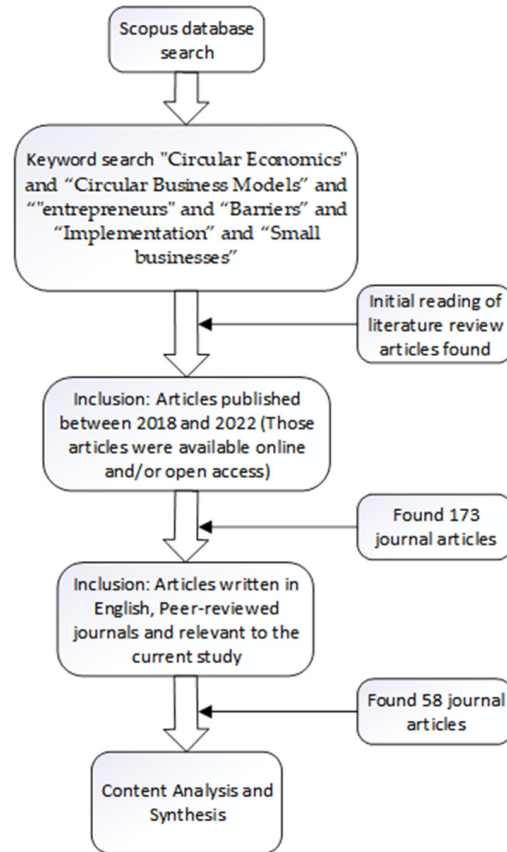 Scopus database
search
Keyword search "Circular Economics"
and “Circular Business Models” and
“"entrepreneurs" and “Barriers” and
“Implementation” and “Small
businesses”
Initial reading of
literature review
articles found
Inclusion: Articles published
between 2018 and 2022 (Those
articles were available online
and/or open access)
Found 173
journal articles
Inclusion: Articles written in
English, Peer-reviewed
journals and relevant to the
current study
Found 58 journal
articles
Content Analysis and
Synthesis